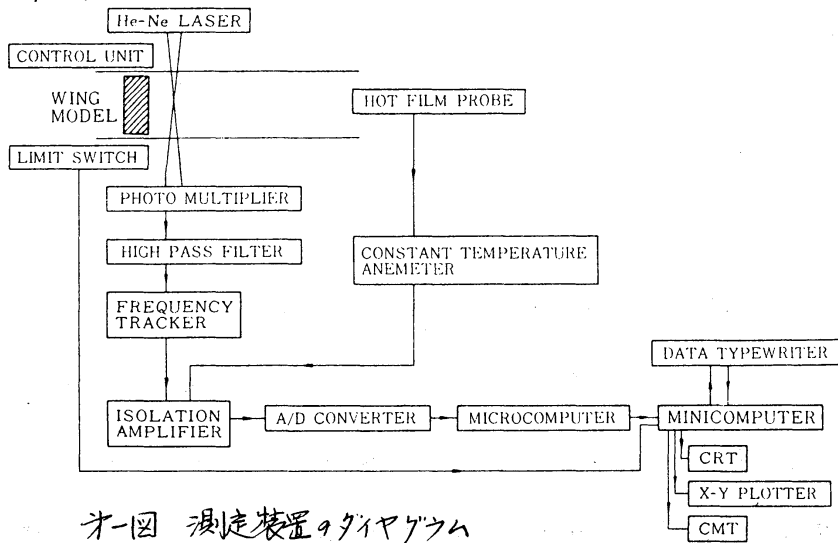 He-Ne LASER
CONTROL UNIT
WING
MODEL
HOT FILM PROBE
LIMIT SWITCH
PHOTO MULTIPLIER
HIGH PASS FILTER
CONSTANT TEMPERATURE
ANEMETER
FREQUENCY
TRACKER
DATA TYPEWRITER
ISOLATION
AMPLIFIER
A/D CONVERTER
MICROCOMPUTER
MINICOMPUTER
CRT
X-Y PLOTTER
CMT
第一図 測定装置のダイヤグラム